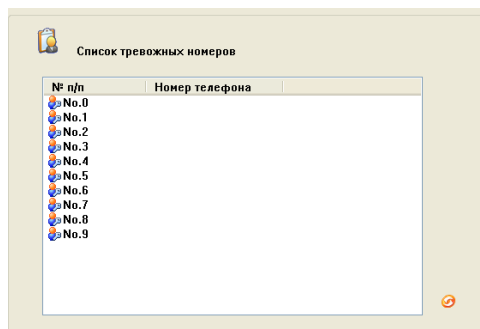 Список тревожных номеров
№ п/п Номер телефона
No.0
No.1
No.2
No.3
No.4
No.5
No.6
No.7
No.8
No.9